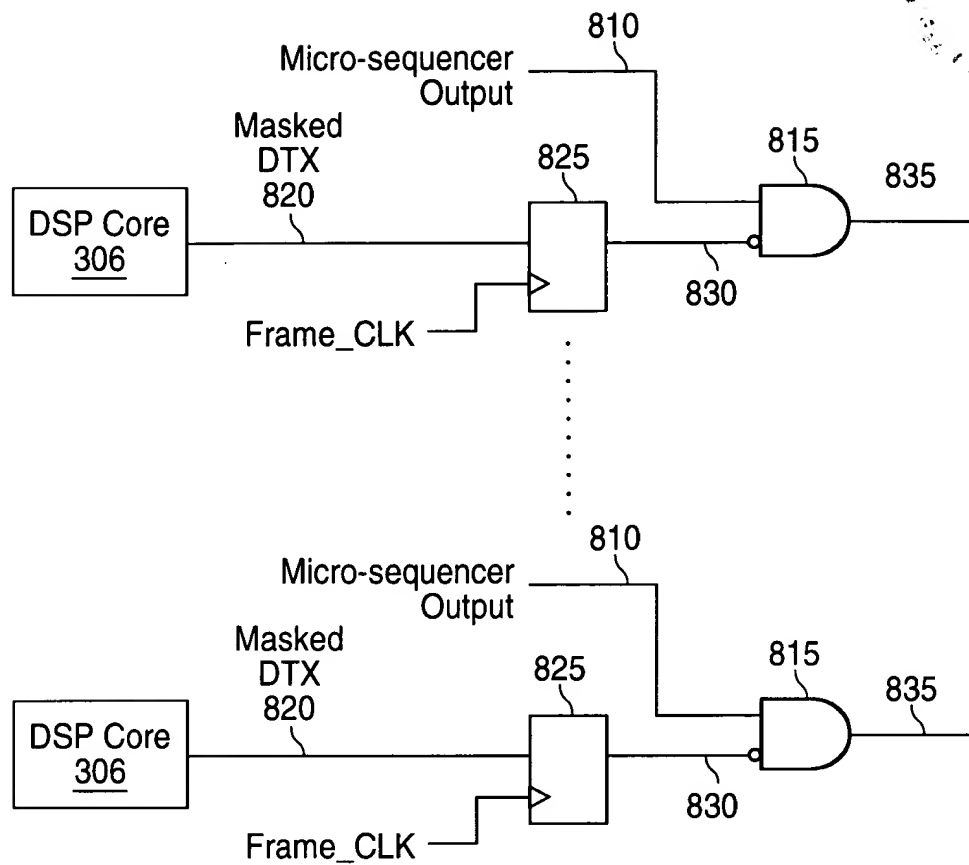 810
Micro-sequencer
Output
Masked
DTX
820
825
815
835
DSP Core
306
830
Frame_CLK
810
Micro-sequencer
Output
Masked
DTX
820
825
815
835
DSP Core
306
830
Frame_CLK